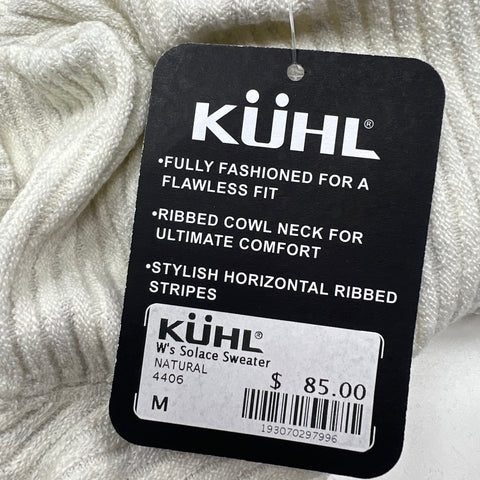 KÜHL®
•FULLY FASHIONED FOR A
FLAWLESS FIT
•RIBBED COWL NECK FOR
ULTIMATE COMFORT
•STYLISH HORIZONTAL RIBBED
STRIPES
KÜHL®
W's Solace Sweater
NATURAL
4406
$ 85.00
M
193070297996